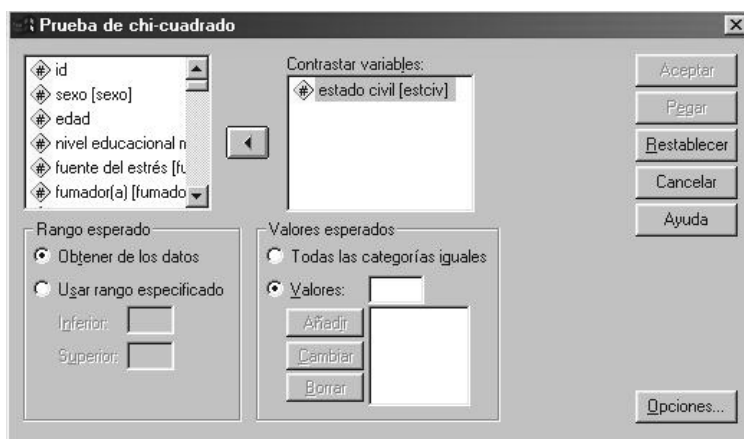 Prueba de chi-cuadrado
id
sexo [sexo]
edad
nivel educacional n
fuente del estrés [fu
fumador(a) [fumado
Contrastar variables:
estado civil [estciv]
Aceptar
Pegar
Restablecer
Cancelar
Ayuda
Rango esperado
Obtener de los datos
Usar rango especificado
Inferior:
Superior:
Valores esperados
Todas las categorías iguales
Valores:
Añadir
Cambiar
Borrar
Opciones...